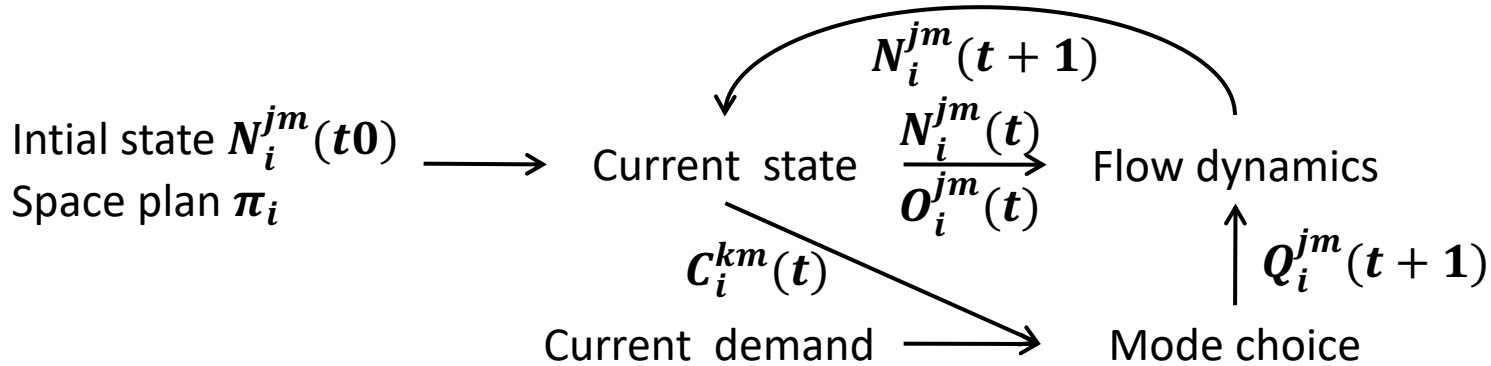 N_i^{jm}(t + 1)
Intial state N_i^{jm}(t0)
Space plan π_i
Current state
N_i^{jm}(t)
O_i^{jm}(t)
Flow dynamics
C_i^{km}(t)
Q_i^{jm}(t + 1)
Current demand
Mode choice